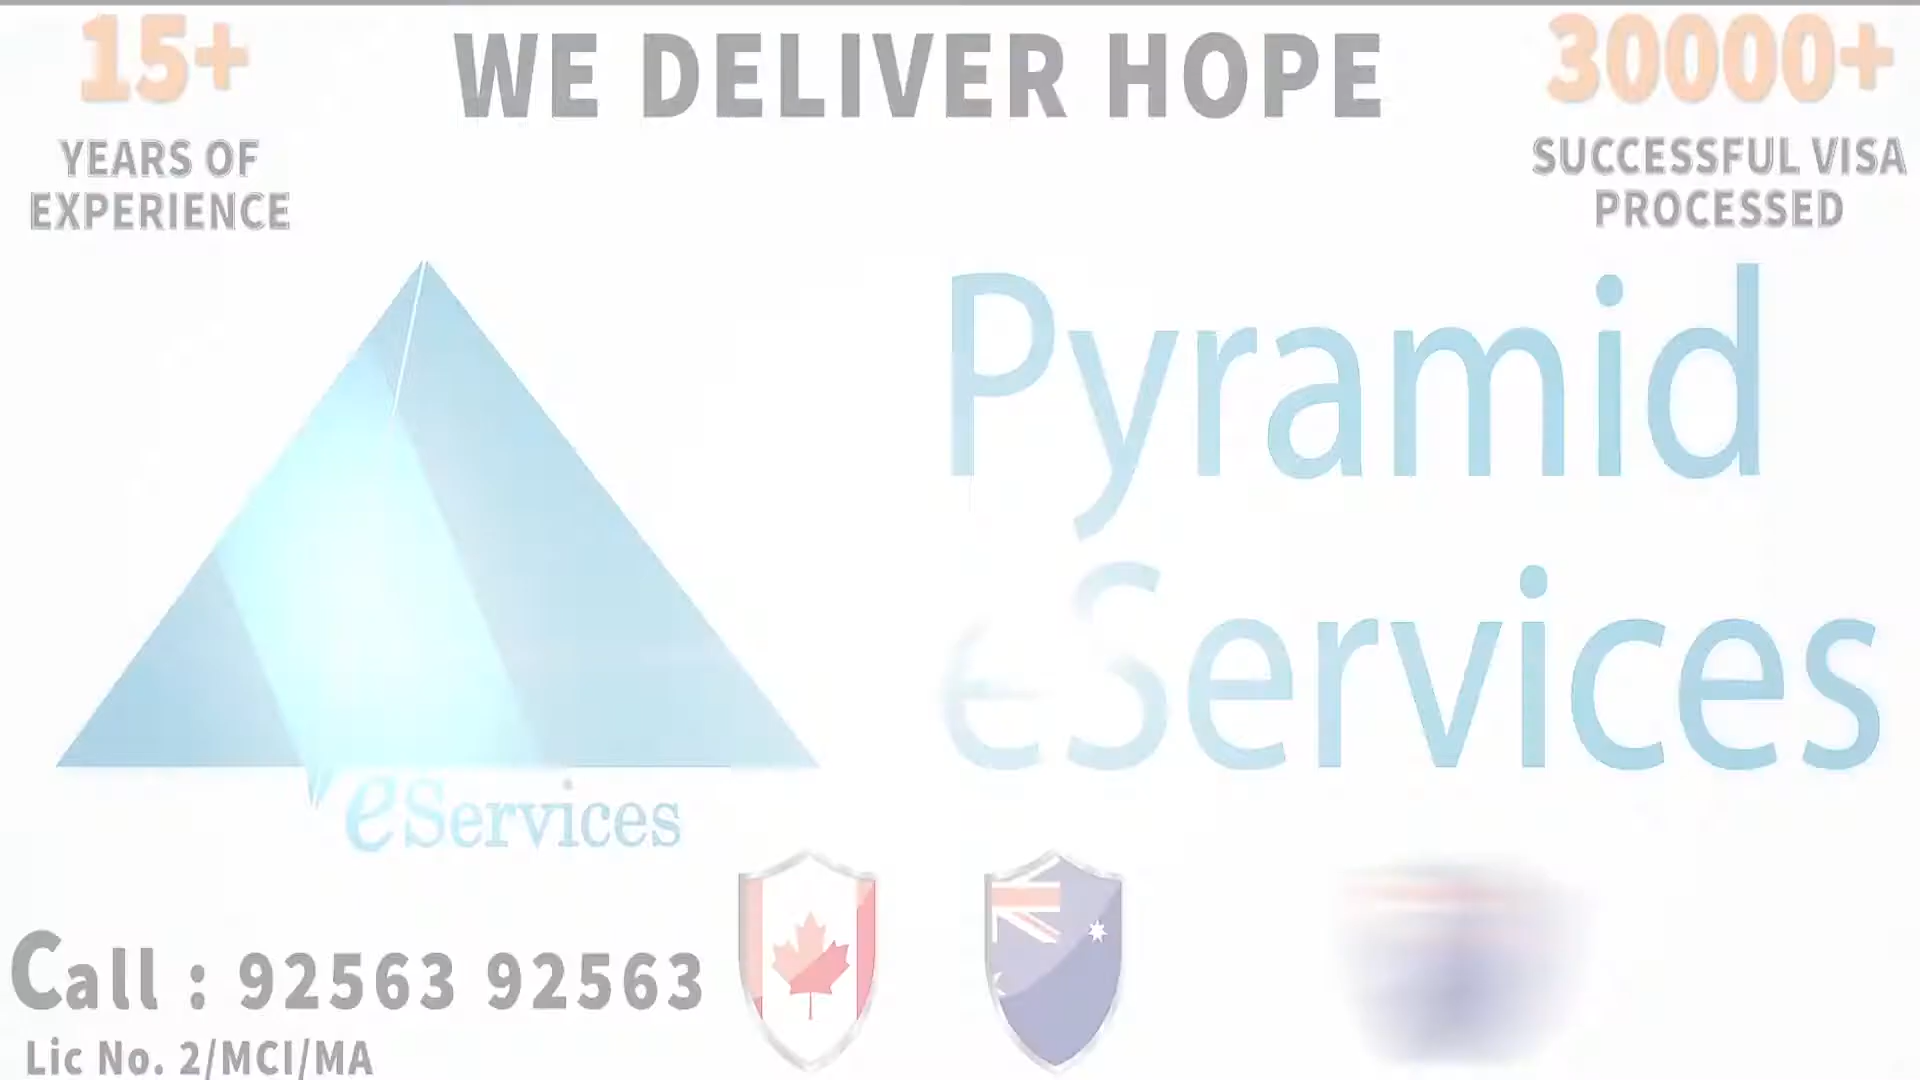 15+
YEARS OF
EXPERIENCE
WE DELIVER HOPE
30000+
SUCCESSFUL VISA
PROCESSED
Pyramid
eServices
eServices
Call : 92563 92563
Lic No. 2/MCI/MA